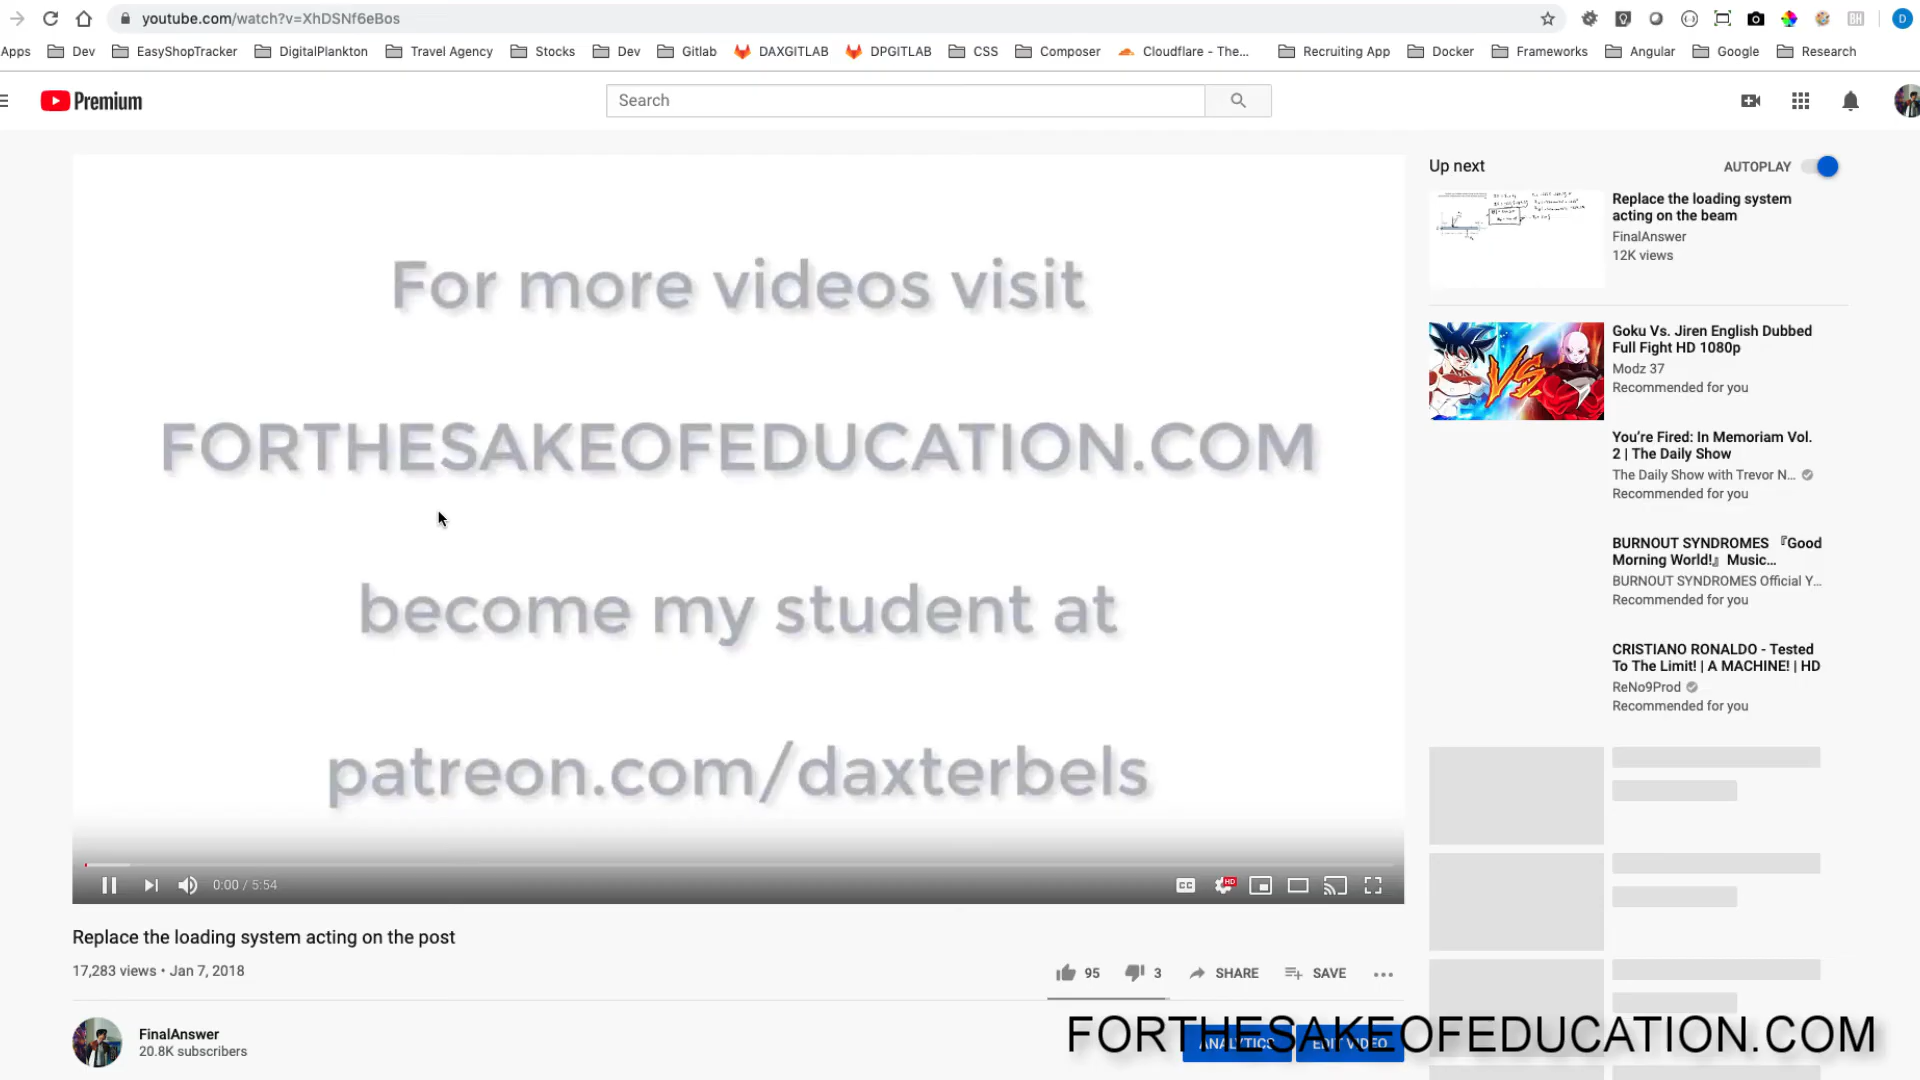 youtube.com/watch?v=XhDSNf6eBos
Apps Dev EasyShopTracker DigitalPlankton Travel Agency Stocks Dev Gitlab DAXGITLAB DPGITLAB CSS Composer Cloudflare - The... Recruiting App Docker Frameworks Angular Google Research
Premium
Search
For more videos visit
FORTHESAKEOFEDUCATION.COM
become my student at
patreon.com/daxterbels
0:00 / 5:54
CC
HD
Replace the loading system acting on the post
17,283 views • Jan 7, 2018
95 3 SHARE SAVE
FinalAnswer
20.8K subscribers
ANALYTICS EDIT VIDEO
Up next AUTOPLAY
Replace the loading system
acting on the beam
FinalAnswer
12K views
VS.
Goku Vs. Jiren English Dubbed
Full Fight HD 1080p
Modz 37
Recommended for you
You’re Fired: In Memoriam Vol.
2 | The Daily Show
The Daily Show with Trevor N...
Recommended for you
BURNOUT SYNDROMES 『Good
Morning World!』 Music...
BURNOUT SYNDROMES Official Y...
Recommended for you
CRISTIANO RONALDO - Tested
To The Limit! | A MACHINE! | HD
ReNo9Prod
Recommended for you
FORTHESAKEOFEDUCATION.COM